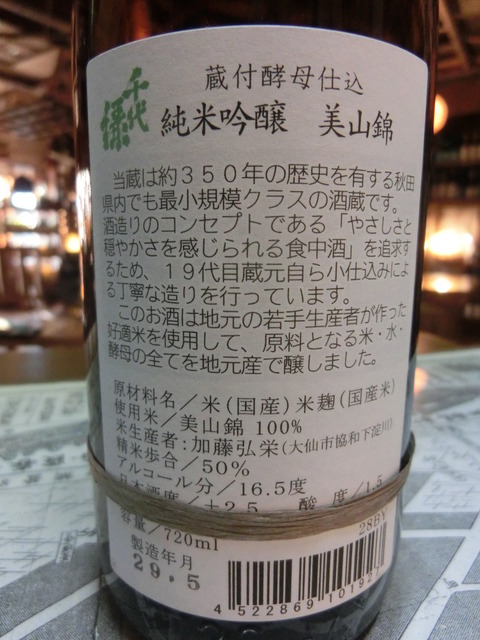 千代緑
蔵付酵母仕込
純米吟醸 美山錦
当蔵は約350年の歴史を有する秋田
県内でも最小規模クラスの酒蔵です。
酒造りのコンセプトである「やさしさと
穏やかさを感じられる食中酒」を追求す
るため、19代目蔵元自ら小仕込みによ
る丁寧な造りを行っています。
このお酒は地元の若手生産者が作った
好適米を使用して、原料となる米・水・
酵母の全てを地元産で醸しました。
原材料名／米(国産)米麹(国産米)
使用米／美山錦 100%
米生産者:加藤弘栄(大仙市協和下淀川)
精米歩合／50%
アルコール分／16.5度
日本酒度／+2.5 酸度／1.5
容量／720ml
28BY
製造年月
29.5
4 522869 10192